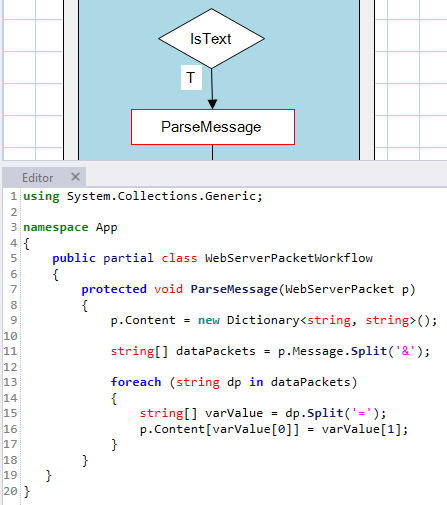 IsText
T
ParseMessage
Editor ✕
1 using System.Collections.Generic;
2
3 namespace App
4 {
5     public partial class WebServerPacketWorkflow
6     {
7         protected void ParseMessage(WebServerPacket p)
8         {
9             p.Content = new Dictionary<string, string>();
10
11             string[] dataPackets = p.Message.Split('&');
12
13             foreach (string dp in dataPackets)
14             {
15                 string[] varValue = dp.Split('=');
16                 p.Content[varValue[0]] = varValue[1];
17             }
18         }
19    }
20 }